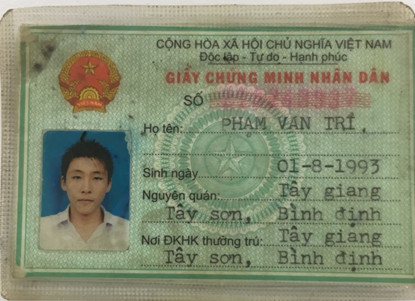 CỘNG HÒA XÃ HỘI CHỦ NGHĨA VIỆT NAM
Độc lập - Tự do - Hạnh phúc
GIẤY CHỨNG MINH NHÂN DÂN
SỐ
Họ tên: PHẠM VĂN TRÍ.
Sinh ngày 01-8-1993
Nguyên quán: Tây giang
Tây sơn, Bình định
Nơi ĐKHK thường trú: Tây giang
Tây sơn, Bình định
VIỆT NAM